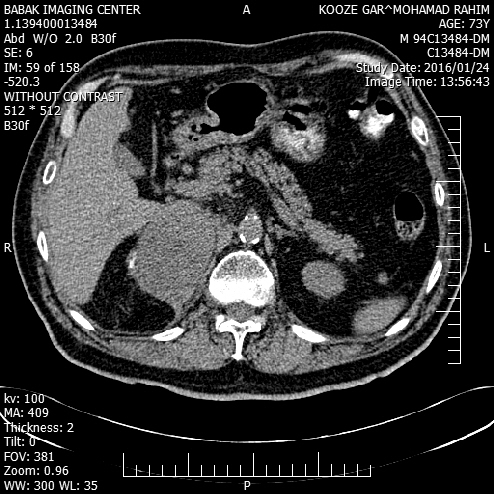 BABAK IMAGING CENTER
1.139400013484
Abd W/O 2.0 B30f
SE: 6
IM: 59 of 158
-520.3
WITHOUT CONTRAST
512 * 512
B30f
A
KOOZE GAR^MOHAMAD RAHIM
AGE: 73Y
M 94C13484-DM
C13484-DM
Study Date: 2016/01/24
Image Time: 13:56:43
R
L
kv: 100
MA: 409
Thickness: 2
Tilt: 0
FOV: 381
Zoom: 0.96
WW: 300 WL: 35
P